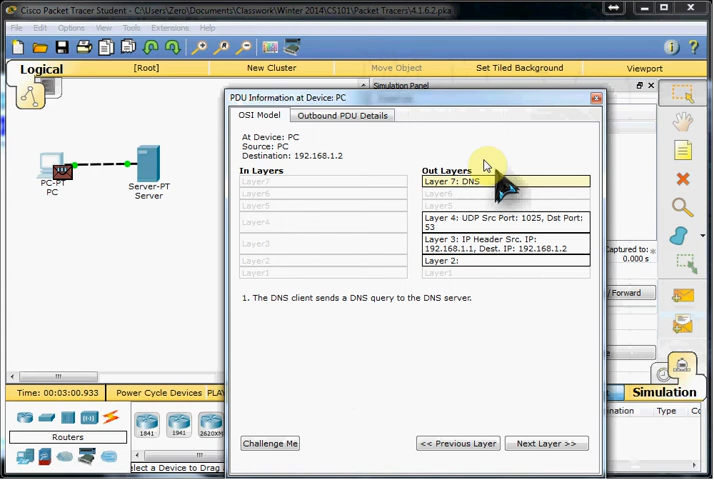 Cisco Packet Tracer Student - C:\Users\Zero\Documents\Classwork\Winter 2014\CS101\Packet Tracers\4.1.6.2.pka
File Edit Options View Tools Extensions Help
Logical
[Root]
New Cluster
Move Object
Set Tiled Background
Viewport
Simulation Panel
PDU Information at Device: PC
OSI Model
Outbound PDU Details
At Device: PC
Source: PC
Destination: 192.168.1.2
In Layers
Layer7
Layer6
Layer5
Layer4
Layer3
Layer2
Layer1
Out Layers
Layer 7: DNS
Layer6
Layer5
Layer 4: UDP Src Port: 1025, Dst Port:
53
Layer 3: IP Header Src. IP:
192.168.1.1, Dest. IP: 192.168.1.2
Layer 2:
Layer1
1. The DNS client sends a DNS query to the DNS server.
Challenge Me
<< Previous Layer
Next Layer >>
PC-PT
PC
Server-PT
Server
Captured to:
0.000 s
/ Forward
Time: 00:03:00.933
Power Cycle Devices
Simulation
Routers
1841
1941
2620XM
Select a Device to Drag
Type